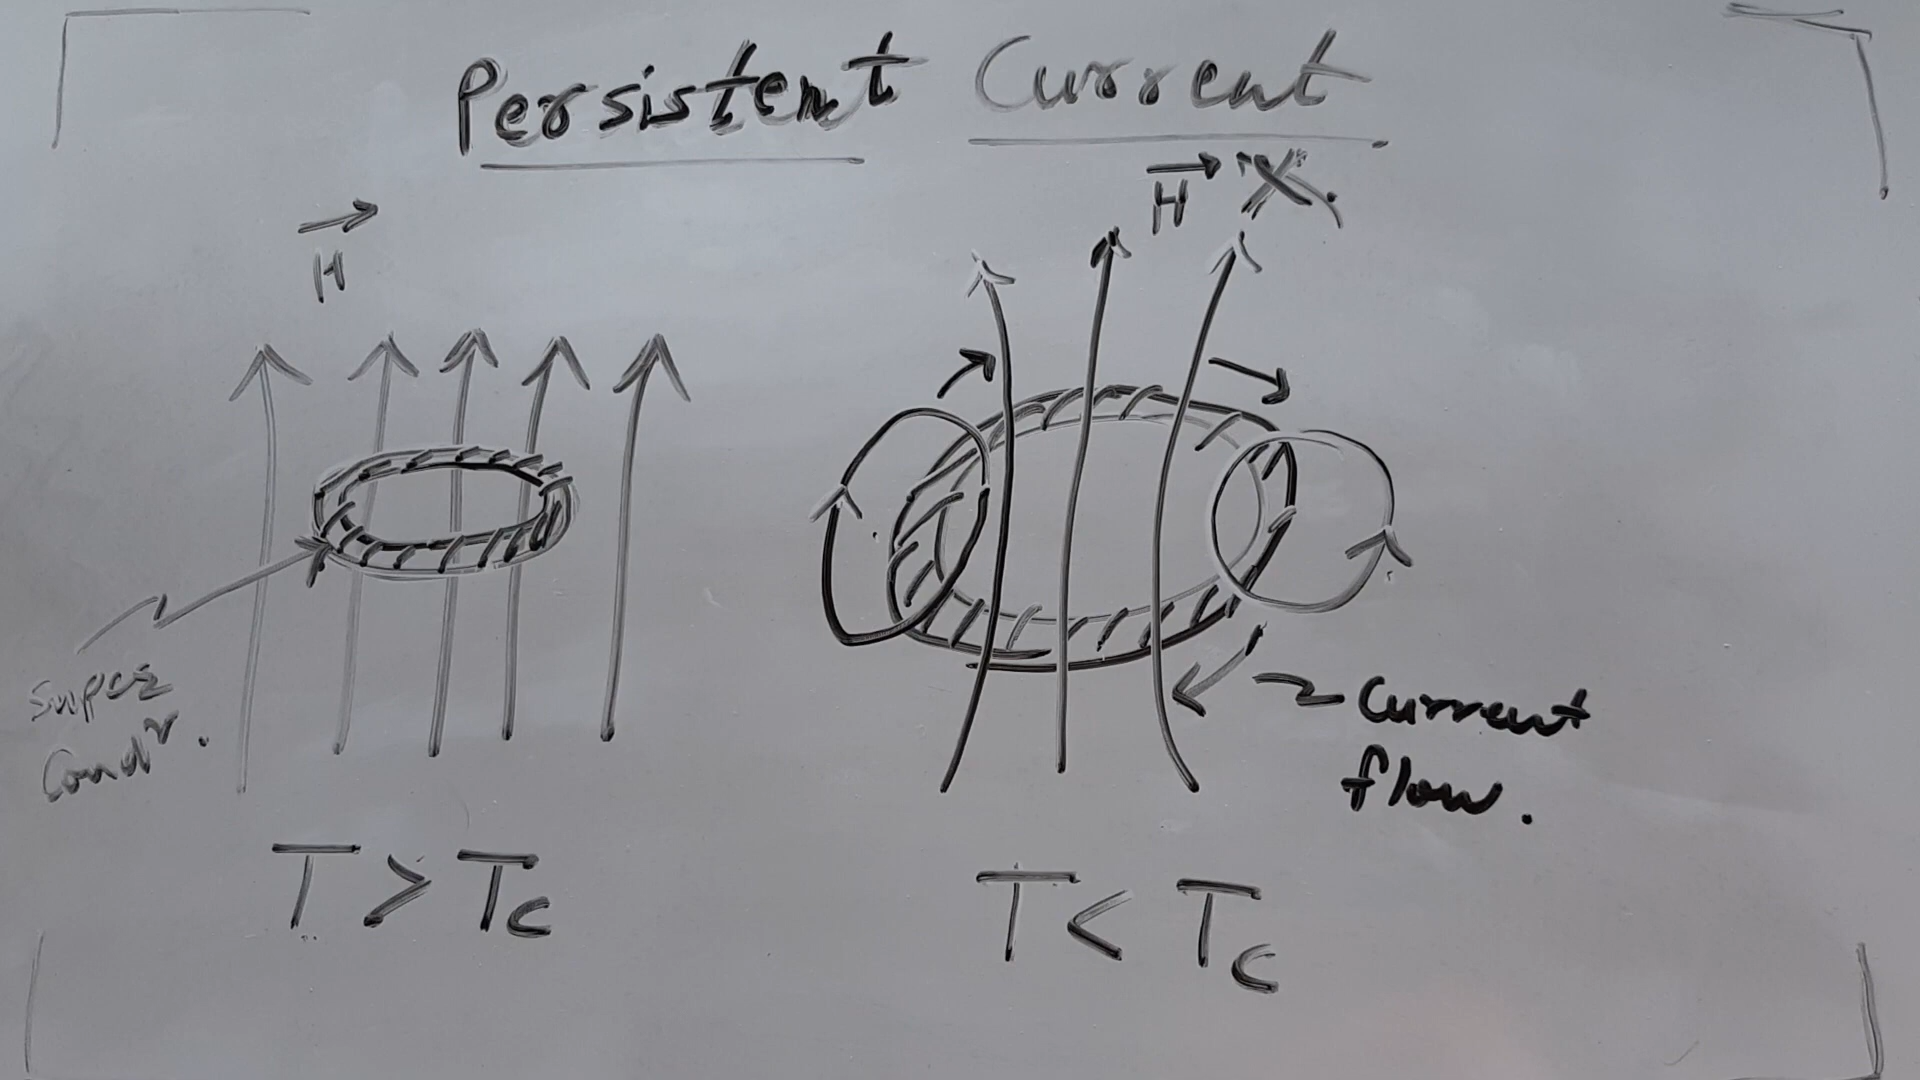 Persistent Current
H
H X.
Super
Condr.
Current
flow.
T > Tc
T < Tc